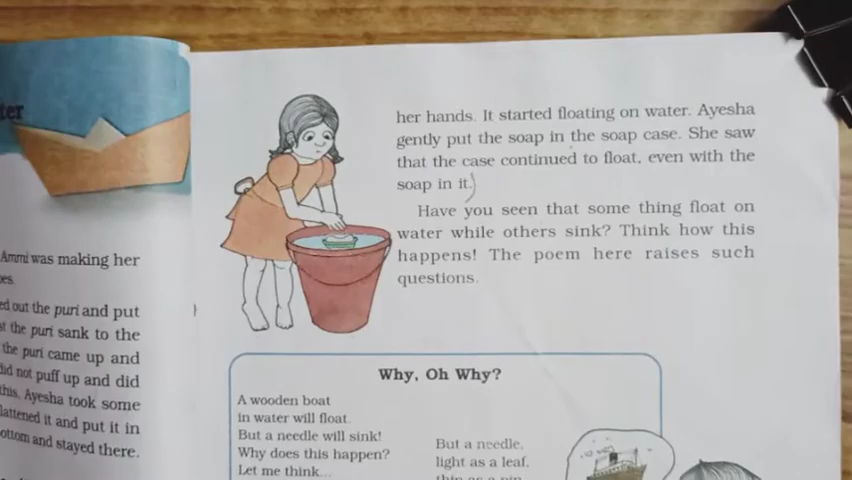 ter
Ammi was making her
es.
ed out the puri and put
at the puri sank to the
the puri came up and
did not puff up and did
this, Ayesha took some
lattened it and put it in
ottom and stayed there.
her hands. It started floating on water. Ayesha
gently put the soap in the soap case. She saw
that the case continued to float, even with the
soap in it.
Have you seen that some thing float on
water while others sink? Think how this
happens! The poem here raises such
questions.
Why, Oh Why?
A wooden boat
in water will float.
But a needle will sink!
Why does this happen?
Let me think...
But a needle,
light as a leaf,
thin as a pin